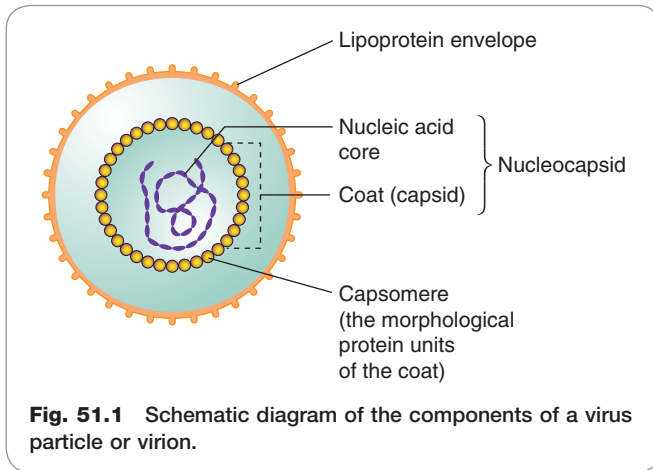 Lipoprotein envelope
Nucleic acid
core
Nucleocapsid
Coat (capsid)
Capsomere
(the morphological
protein units
of the coat)
Fig. 51.1 Schematic diagram of the components of a virus
particle or virion.